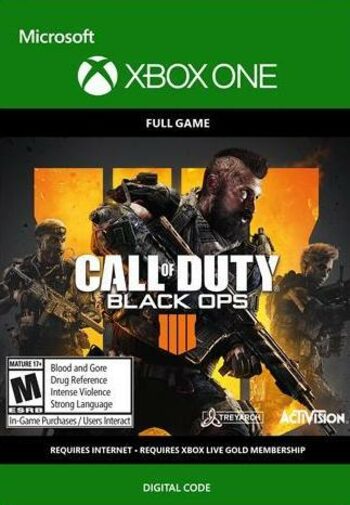 Microsoft
XBOX ONE
FULL GAME
CALL OF DUTY
BLACK OPS
IIII
MATURE 17+
M
ESRB
Blood and Gore
Drug Reference
Intense Violence
Strong Language
In-Game Purchases / Users Interact
TREYARCH
ACTIVISION
REQUIRES INTERNET • REQUIRES XBOX LIVE GOLD MEMBERSHIP
DIGITAL CODE